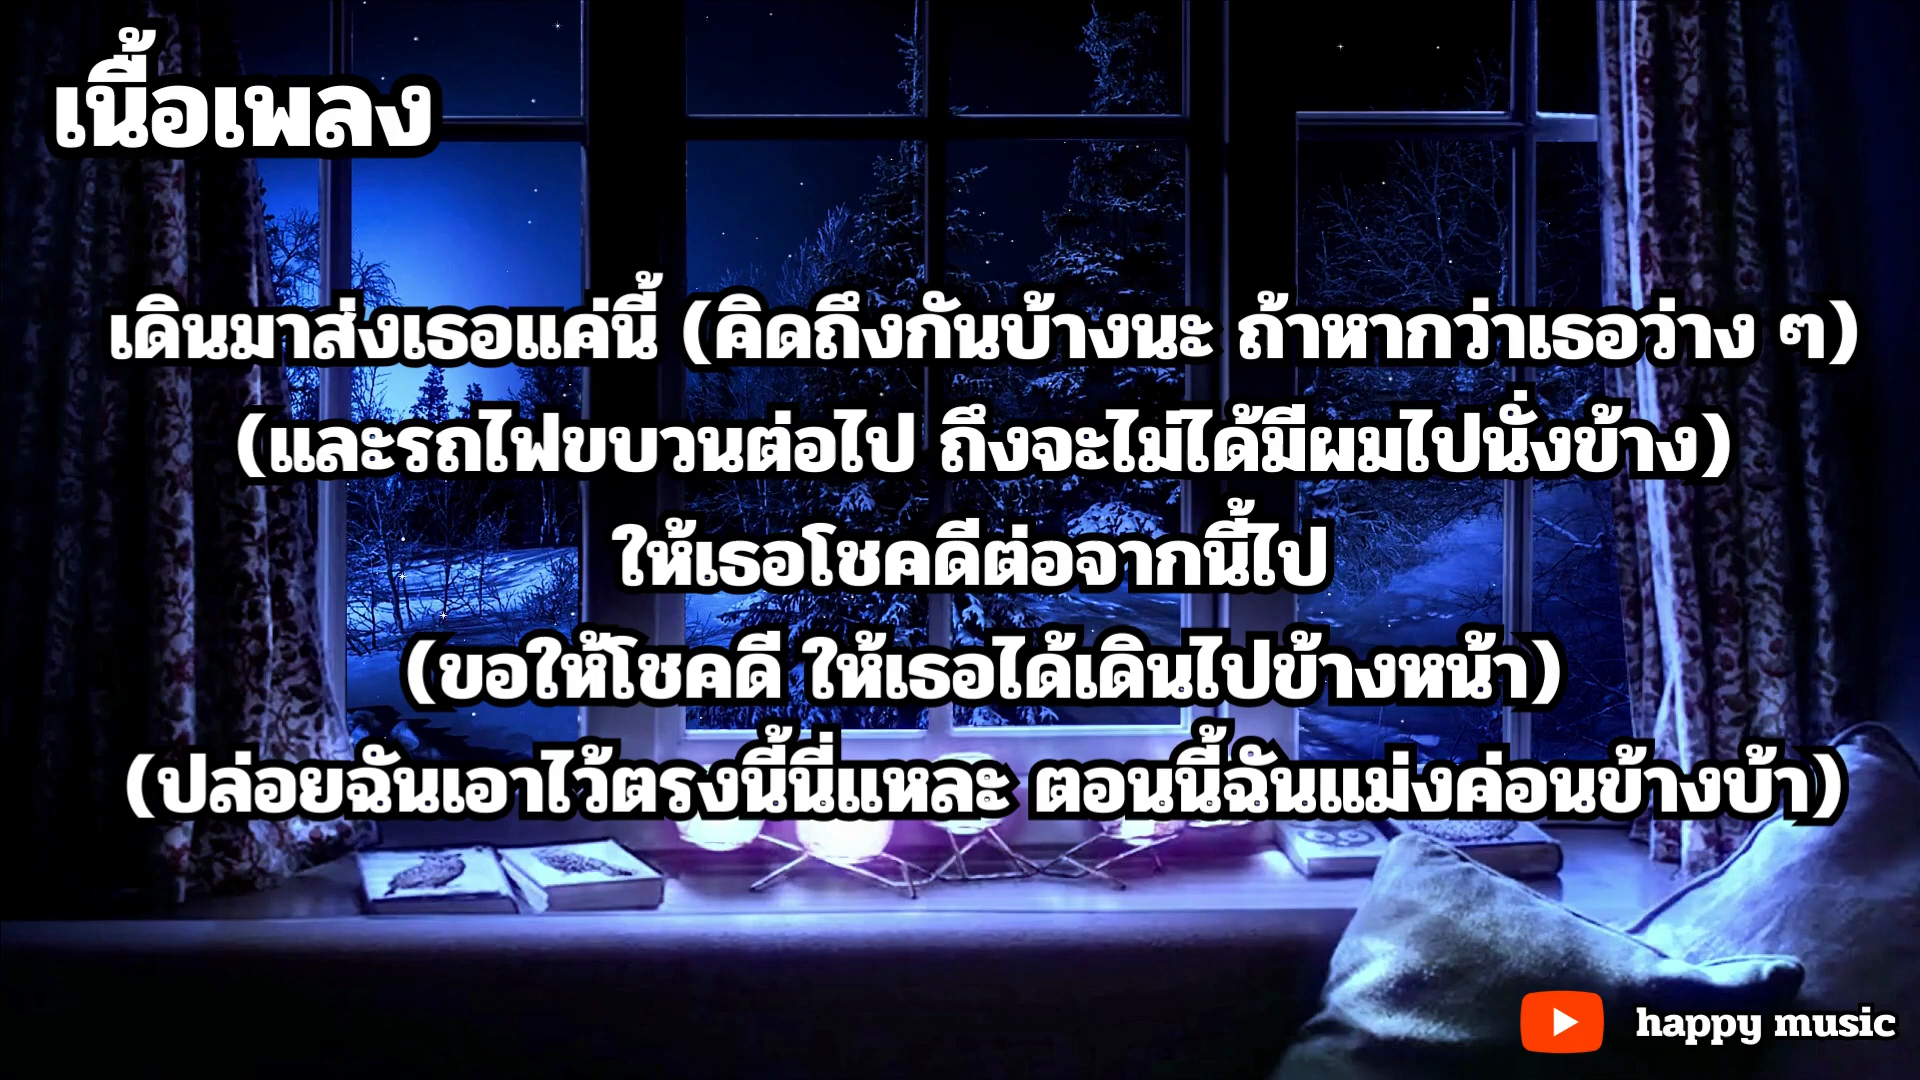 เนื้อเพลง
เดินมาส่งเธอแค่นี้ (คิดถึงกันบ้างนะ ถ้าหากว่าเธอว่าง ๆ)
(และรถไฟขบวนต่อไป ถึงจะไม่ได้มีผมไปนั่งข้าง)
ให้เธอโชคดีต่อจากนี้ไป
(ขอให้โชคดี ให้เธอได้เดินไปข้างหน้า)
(ปล่อยฉันเอาไว้ตรงนี้นี่แหละ ตอนนี้ฉันแม่งค่อนข้างบ้า)
happy music